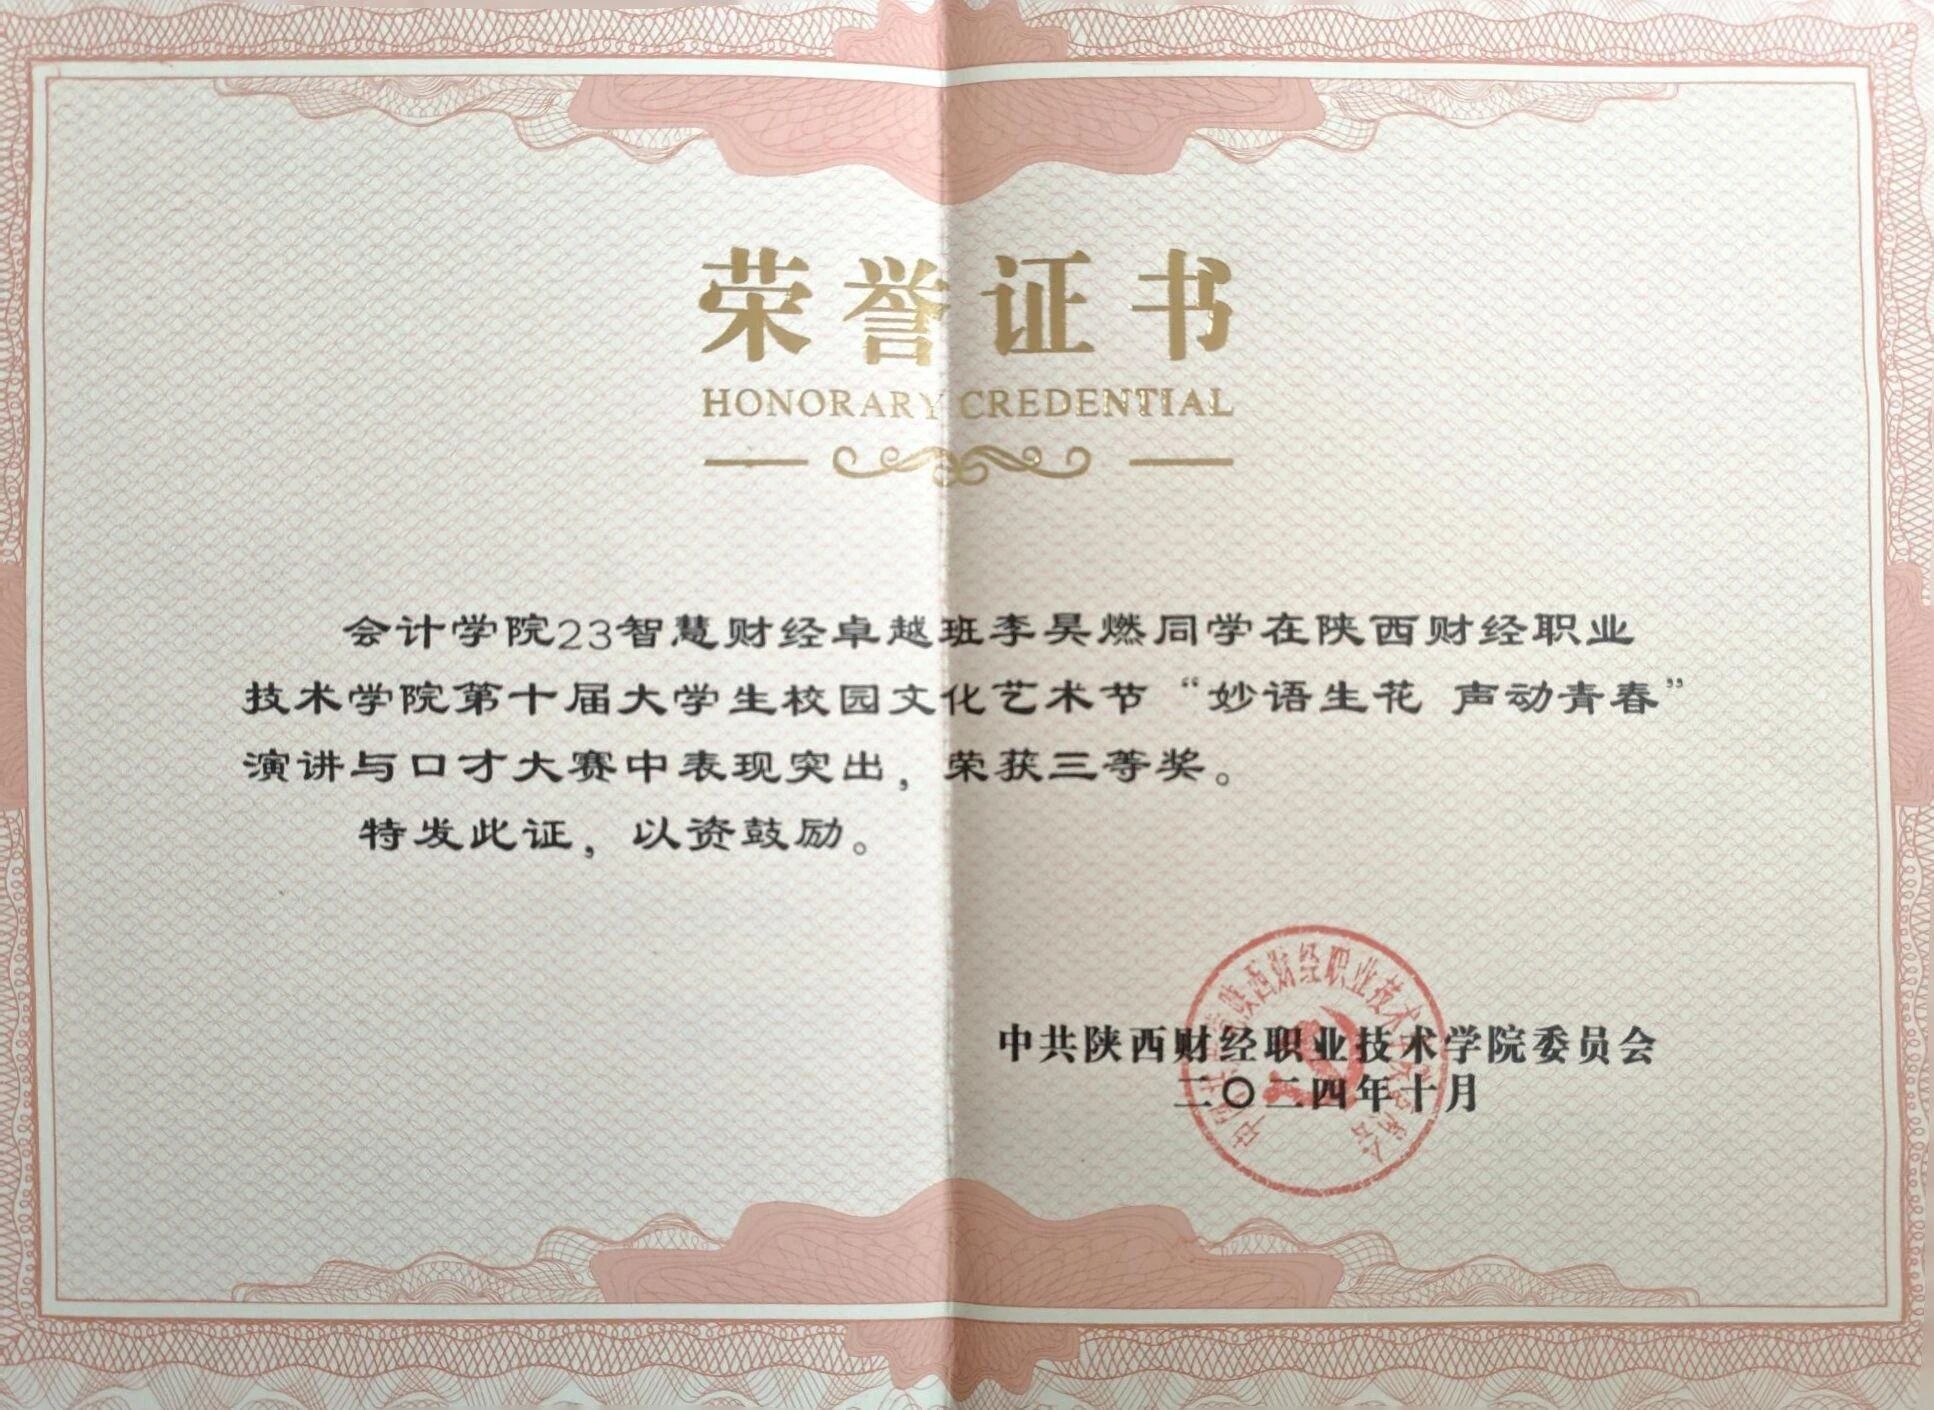 荣誉证书
HONORARY CREDENTIAL
会计学院23智慧财经卓越班李昊燃同学在陕西财经职业
技术学院第十届大学生校园文化艺术节“妙语生花 声动青春”
演讲与口才大赛中表现突出，荣获三等奖。
特发此证，以资鼓励。
中共陕西财经职业技术学院委员会
二〇二四年十月